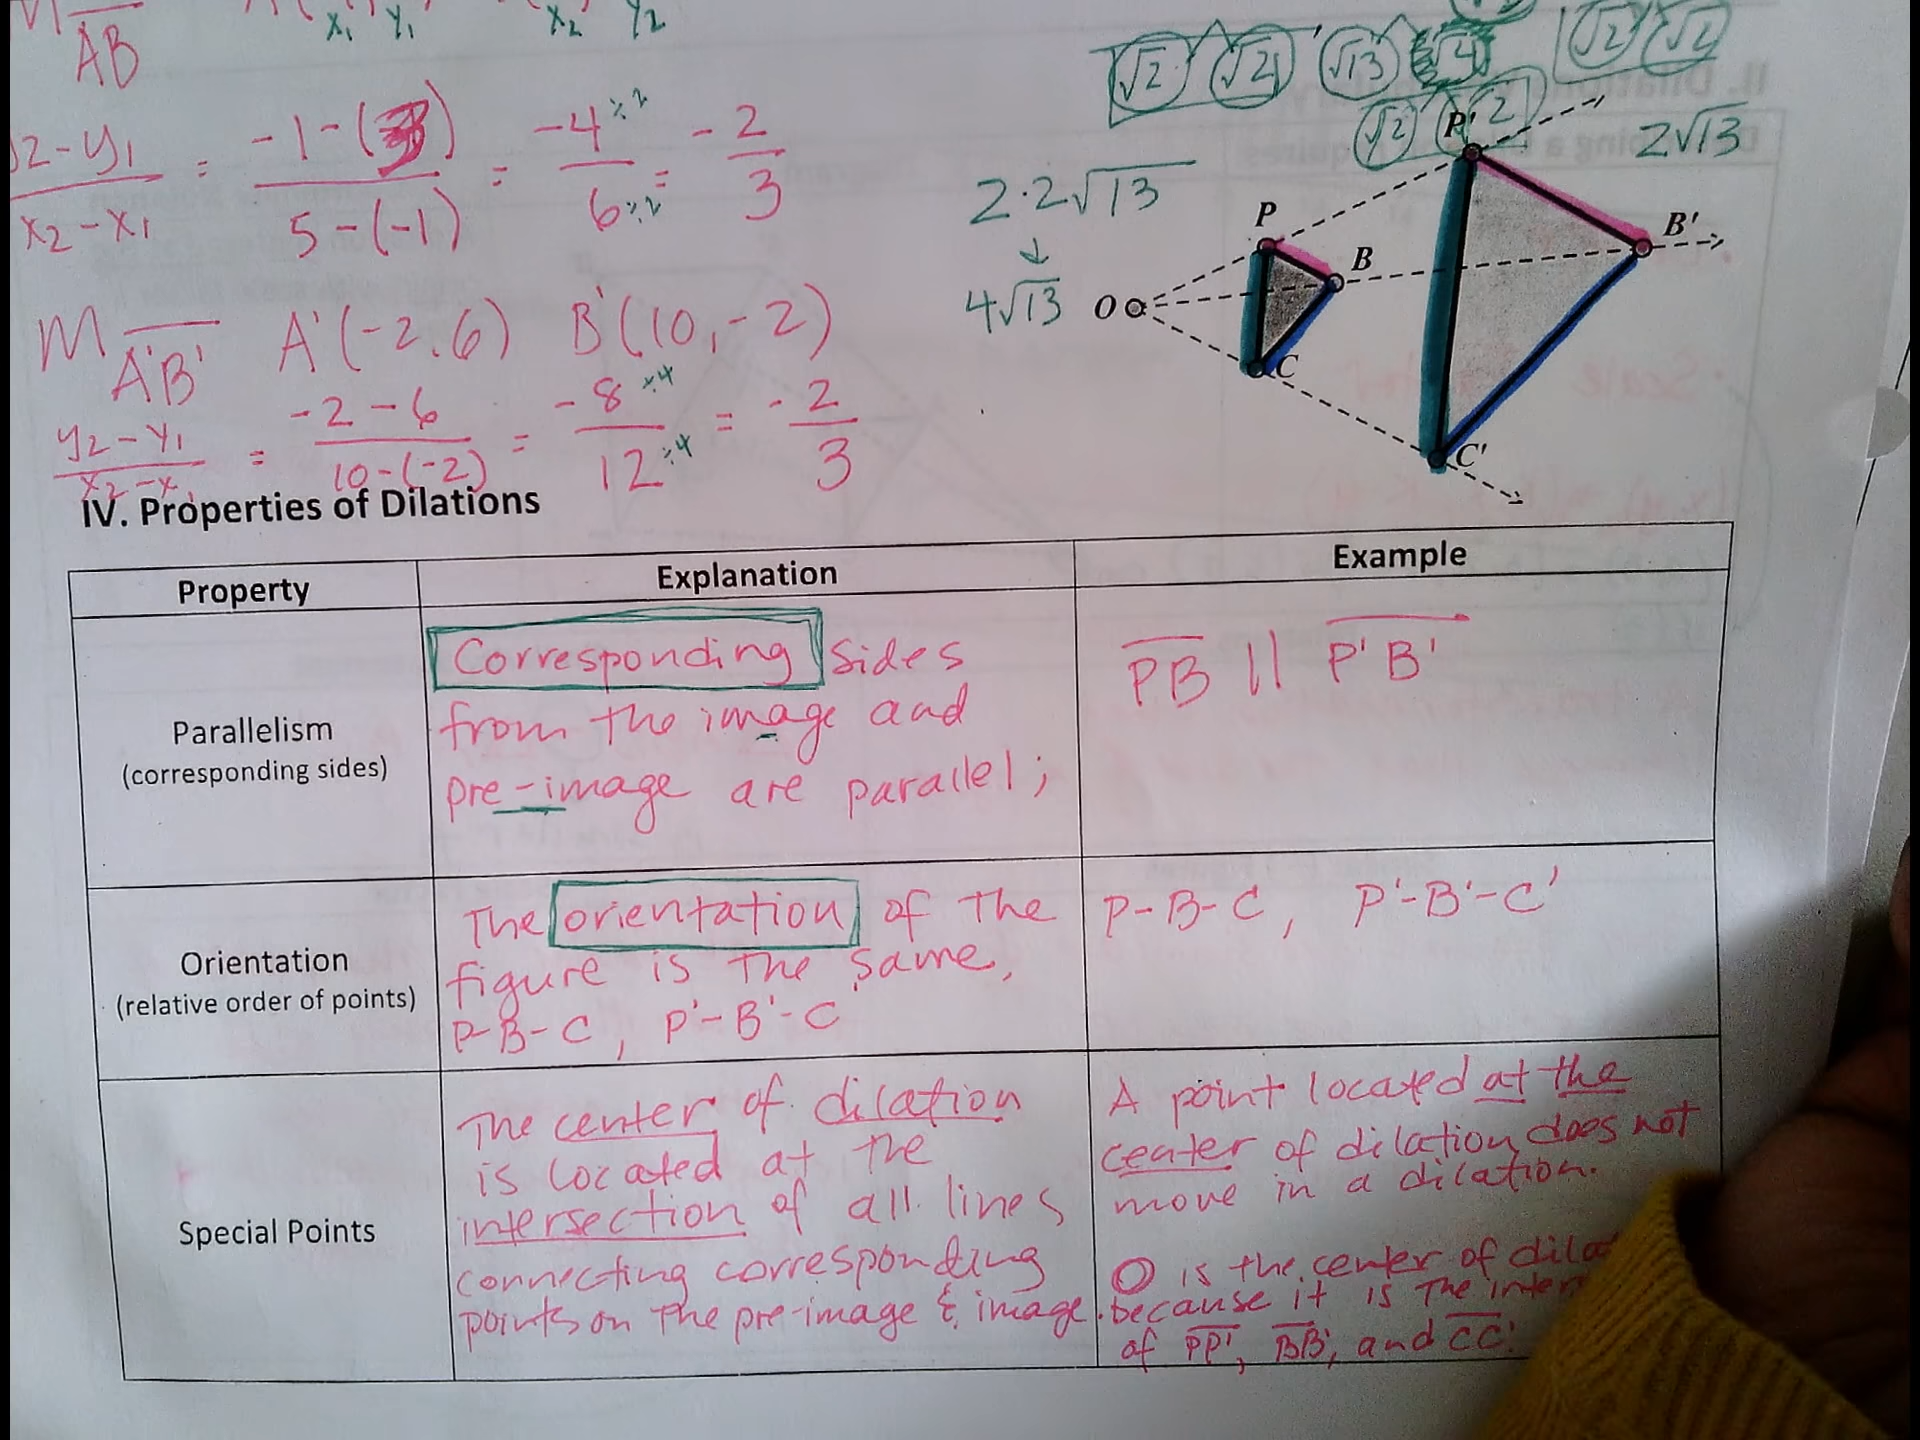 AB
x₁ y₁ x₂ y₂
y₂-y₁ / x₂-x₁ = -1-( ) / 5-(-1) = -4 ÷2 / 6 ÷2 = -2/3
√2 √2 √13
√2 √2
√2 √2
2·2√13
↓
4√13
2√13
P'
P
B'
B
O
C
C'
M A'B' A'(-2,6) B'(10,-2)
y₂-y₁ / x₂-x₁ = -2-6 / 10-(-2) = -8 ÷4 / 12 ÷4 = -2/3
IV. Properties of Dilations
Property Explanation Example
Parallelism
(corresponding sides)
Corresponding sides
from the image and
pre-image are parallel;
PB || P'B'
Orientation
(relative order of points)
The orientation of the
figure is the same,
P-B-C, P'-B'-C'
P-B-C, P'-B'-C'
Special Points
The center of dilation
is located at the
intersection of all lines
connecting corresponding
points on the pre-image & image.
A point located at the
center of dilation does not
move in a dilation.
O is the center of
because it is the
of PP', BB', and CC'.